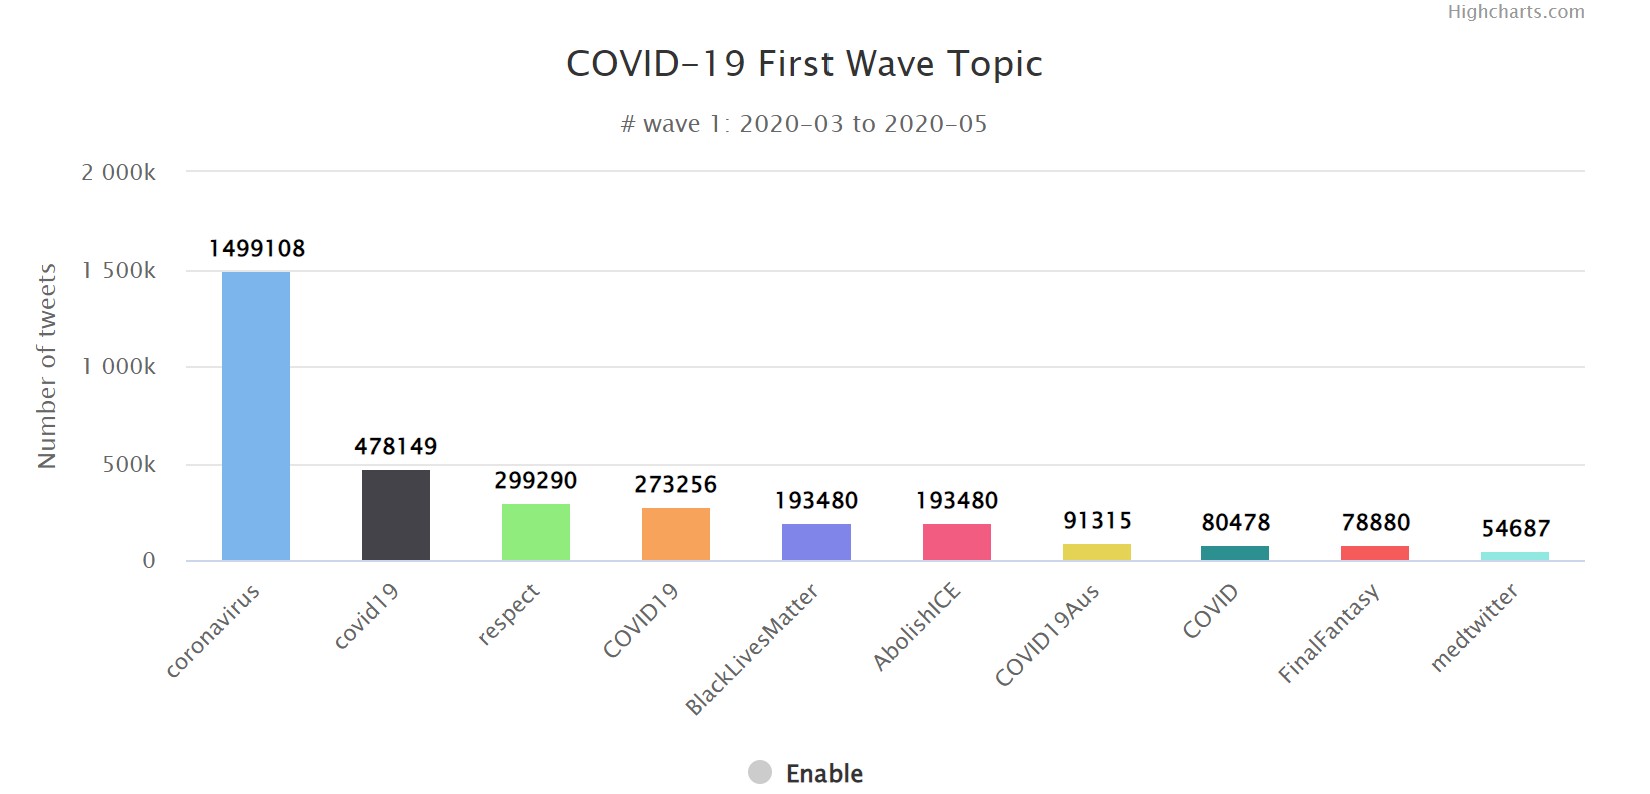 Highcharts.com
COVID-19 First Wave Topic
# wave 1: 2020-03 to 2020-05
Number of tweets
2 000k
1 500k
1 000k
500k
0
1499108
478149
299290
273256
193480
193480
91315
80478
78880
54687
coronavirus
covid19
respect
COVID19
BlackLivesMatter
AbolishICE
COVID19Aus
COVID
FinalFantasy
medtwitter
Enable